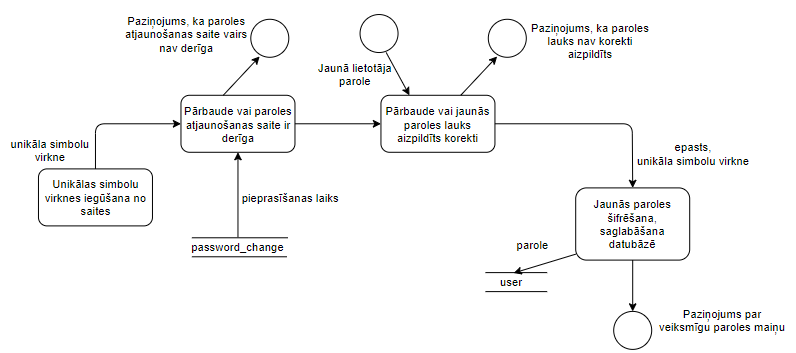 Paziņojums, ka paroles
atjaunošanas saite vairs
nav derīga
Jaunā lietotāja
parole
Paziņojums, ka paroles
lauks nav korekti
aizpildīts
Pārbaude vai paroles
atjaunošanas saite ir
derīga
Pārbaude vai jaunās
paroles lauks
aizpildīts korekti
unikāla simbolu
virkne
epasts,
unikāla simbolu virkne
Unikālas simbolu
virknes iegūšana no
saites
pieprasīšanas laiks
Jaunās paroles
šifrēšana,
saglabāšana
datubāzē
password_change
parole
user
Paziņojums par
veiksmīgu paroles maiņu